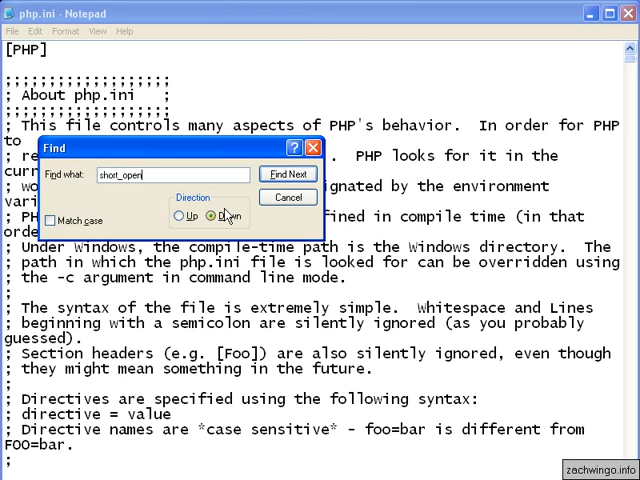 php.ini - Notepad
File Edit Format View Help
[PHP]
;;;;;;;;;;;;;;;;;;;
; About php.ini   ;
;;;;;;;;;;;;;;;;;;;
; This file controls many aspects of PHP's behavior.  In order for PHP
to
Find
; re .  PHP looks for it in the
Find what: short_open Find Next
curr
; wo ignated by the environment
vari
Direction Cancel
; PH fined in compile time (in that
Up Down
Match case
orde
; Under Windows, the compile-time path is the Windows directory.  The
; path in which the php.ini file is looked for can be overridden using
; the -c argument in command line mode.
;
; The syntax of the file is extremely simple.  Whitespace and Lines
; beginning with a semicolon are silently ignored (as you probably
guessed).
; Section headers (e.g. [Foo]) are also silently ignored, even though
; they might mean something in the future.
;
; Directives are specified using the following syntax:
; directive = value
; Directive names are *case sensitive* - foo=bar is different from
FOO=bar.
;
zachwingo.info